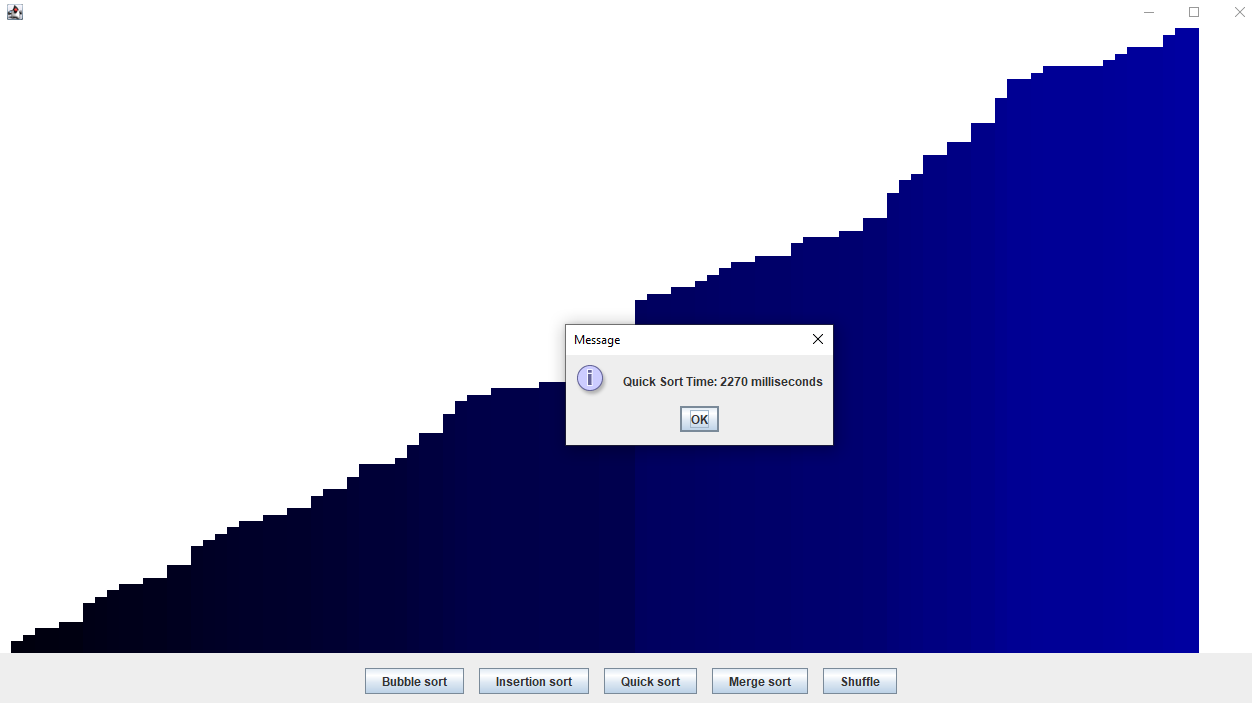 Message
Quick Sort Time: 2270 milliseconds
OK
Bubble sort Insertion sort Quick sort Merge sort Shuffle